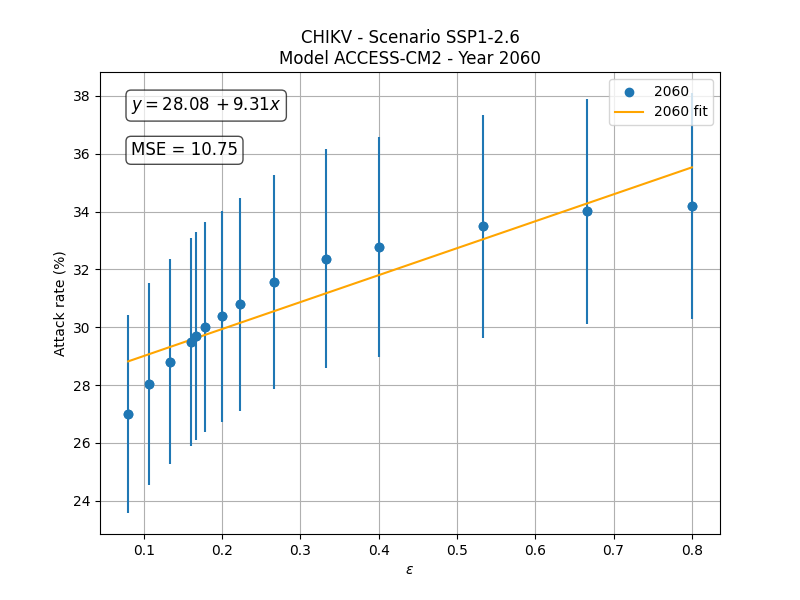 CHIKV - Scenario SSP1-2.6
Model ACCESS-CM2 - Year 2060
y = 28.08 + 9.31x
MSE = 10.75
2060
2060 fit
Attack rate (%)
38
36
34
32
30
28
26
24
0.1 0.2 0.3 0.4 0.5 0.6 0.7 0.8
ε